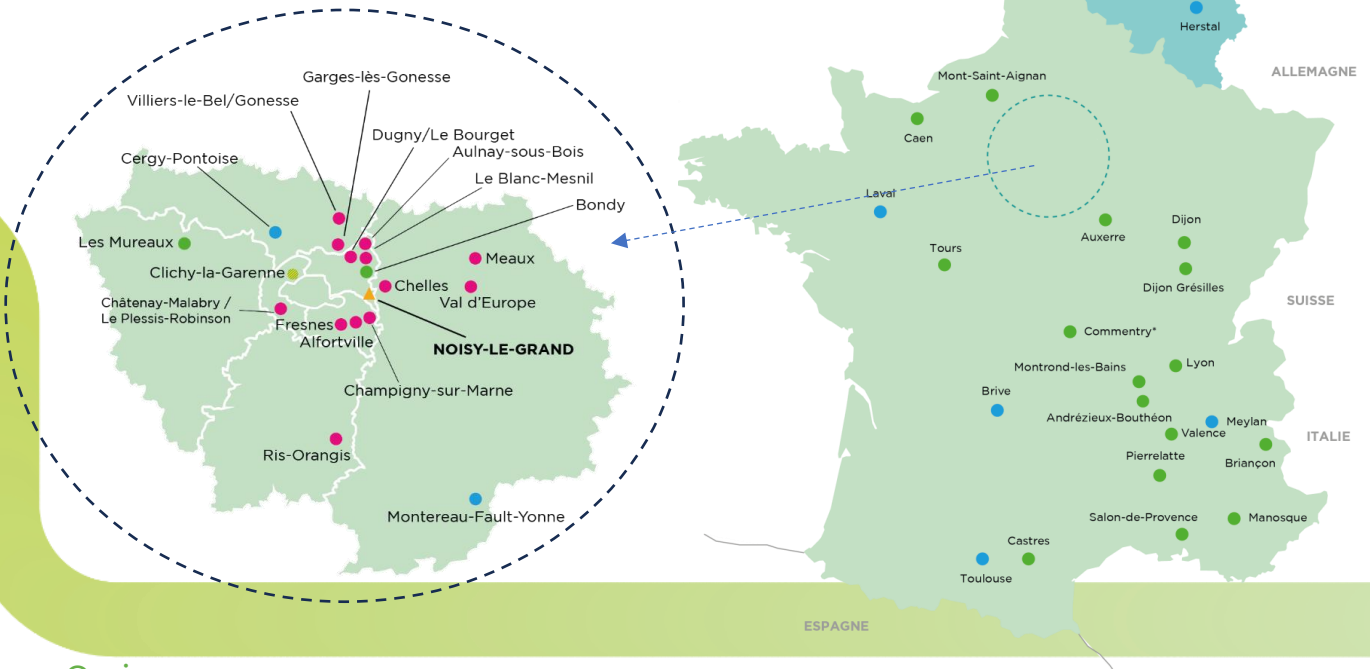 Garges-lès-Gonesse
Villiers-le-Bel/Gonesse
Dugny/Le Bourget
Aulnay-sous-Bois
Cergy-Pontoise
Le Blanc-Mesnil
Bondy
Les Mureaux
Meaux
Clichy-la-Garenne
Chelles
Val d'Europe
Châtenay-Malabry /
Le Plessis-Robinson
Fresnes
Alfortville
NOISY-LE-GRAND
Champigny-sur-Marne
Ris-Orangis
Montereau-Fault-Yonne
Herstal
ALLEMAGNE
Mont-Saint-Aignan
Caen
Laval
Dijon
Auxerre
Tours
Dijon Grésilles
SUISSE
Commentry*
Lyon
Montrond-les-Bains
Brive
Andrézieux-Bouthéon
Meylan
Valence
ITALIE
Pierrelatte
Briançon
Salon-de-Provence
Manosque
Castres
Toulouse
ESPAGNE